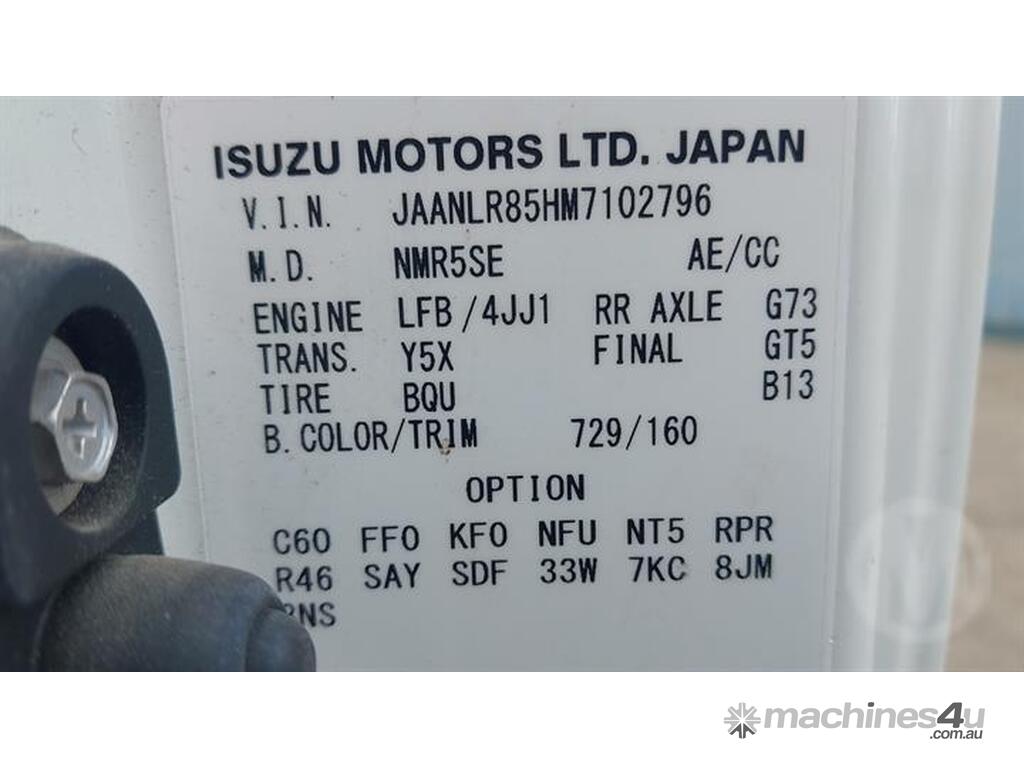 ISUZU MOTORS LTD. JAPAN
V.I.N. JAANLR85HM7102796
M.D. NMR5SE AE/CC
ENGINE LFB/4JJ1 RR AXLE G73
TRANS. Y5X FINAL GT5
TIRE BQU B13
B.COLOR/TRIM 729/160
OPTION
C60 FF0 KF0 NFU NT5 RPR
R46 SAY SDF 33W 7KC 8JM
machines4u
.com.au